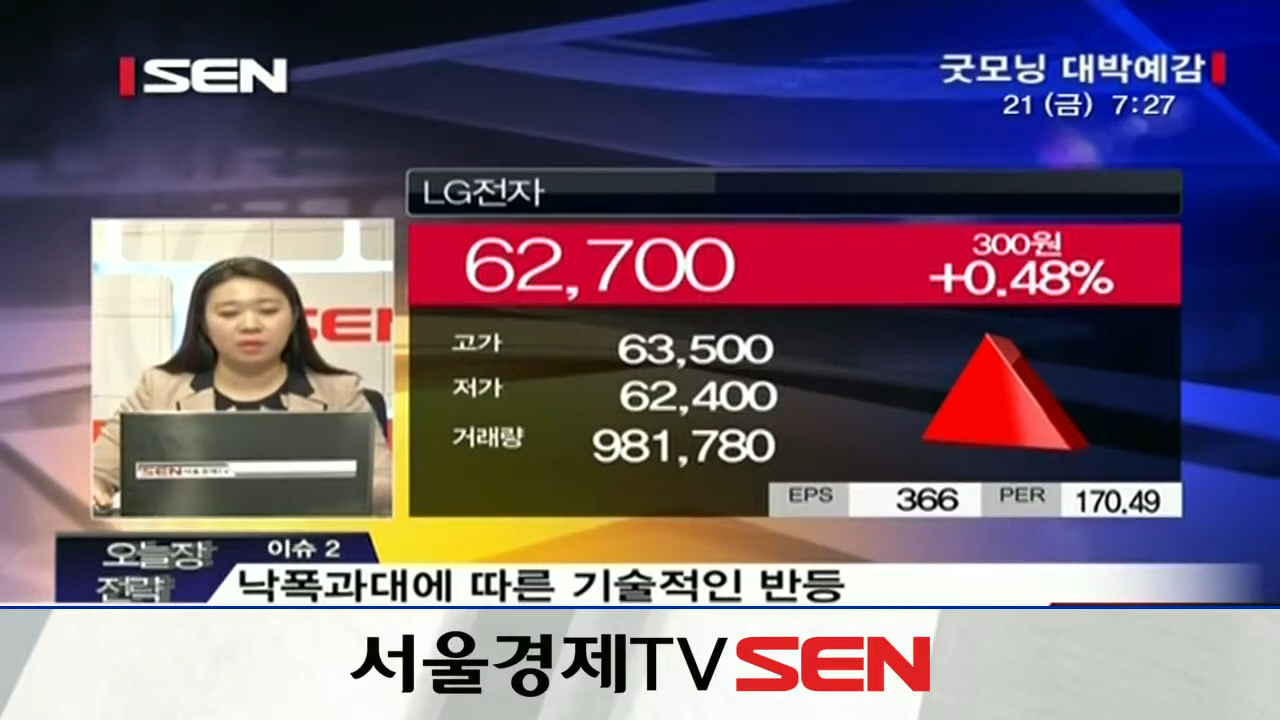 SEN
굿모닝 대박예감
21 (금) 7:27
LG전자
62,700
300원
+0.48%
고가 63,500
저가 62,400
거래량 981,780
EPS 366 PER 170.49
SEN
SEN
오늘장
전략
이슈 2
낙폭과대에 따른 기술적인 반등
서울경제TV SEN